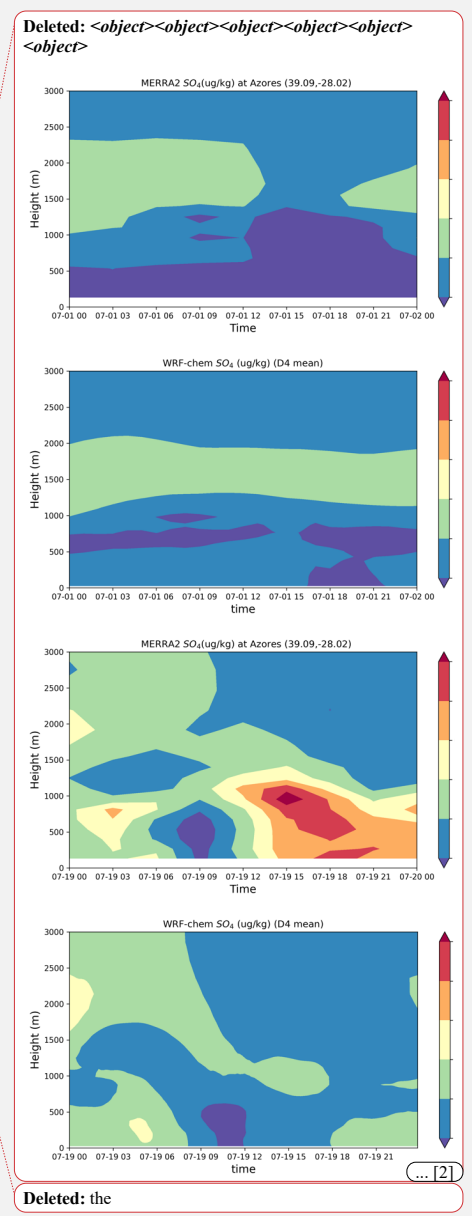 Deleted: <object><object><object><object><object>
<object>
MERRA2 SO4(ug/kg) at Azores (39.09,-28.02)
3000
2500
2000
1500
1000
500
0
Height (m)
07-01 00 07-01 03 07-01 06 07-01 09 07-01 12 07-01 15 07-01 18 07-01 21 07-02 00
Time
WRF-chem SO4 (ug/kg) (D4 mean)
3000
2500
2000
1500
1000
500
0
Height (m)
07-01 00 07-01 03 07-01 06 07-01 09 07-01 12 07-01 15 07-01 18 07-01 21 07-02 00
time
MERRA2 SO4(ug/kg) at Azores (39.09,-28.02)
3000
2500
2000
1500
1000
500
0
Height (m)
07-19 00 07-19 03 07-19 06 07-19 09 07-19 12 07-19 15 07-19 18 07-19 21 07-20 00
Time
WRF-chem SO4 (ug/kg) (D4 mean)
3000
2500
2000
1500
1000
500
0
Height (m)
07-19 00 07-19 03 07-19 06 07-19 09 07-19 12 07-19 15 07-19 18 07-19 21
time
... [2]
Deleted: the